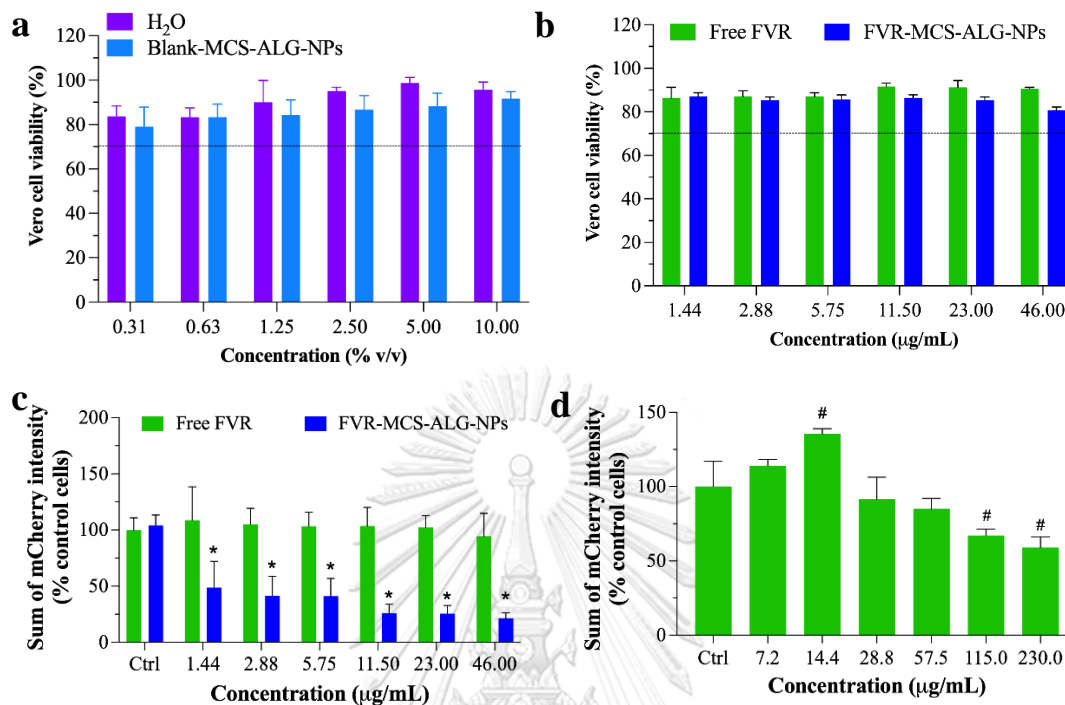 a
H₂O
Blank-MCS-ALG-NPs
Vero cell viability (%)
120
100
80
60
40
20
0
0.31 0.63 1.25 2.50 5.00 10.00
Concentration (% v/v)
b
Free FVR FVR-MCS-ALG-NPs
Vero cell viability (%)
120
100
80
60
40
20
0
1.44 2.88 5.75 11.50 23.00 46.00
Concentration (µg/mL)
c
Free FVR FVR-MCS-ALG-NPs
Sum of mCherry intensity
(% control cells)
200
150
100
50
0
* * * * * *
Ctrl 1.44 2.88 5.75 11.50 23.00 46.00
Concentration (µg/mL)
d
Sum of mCherry intensity
(% control cells)
150
100
50
0
# # #
Ctrl 7.2 14.4 28.8 57.5 115.0 230.0
Concentration (µg/mL)